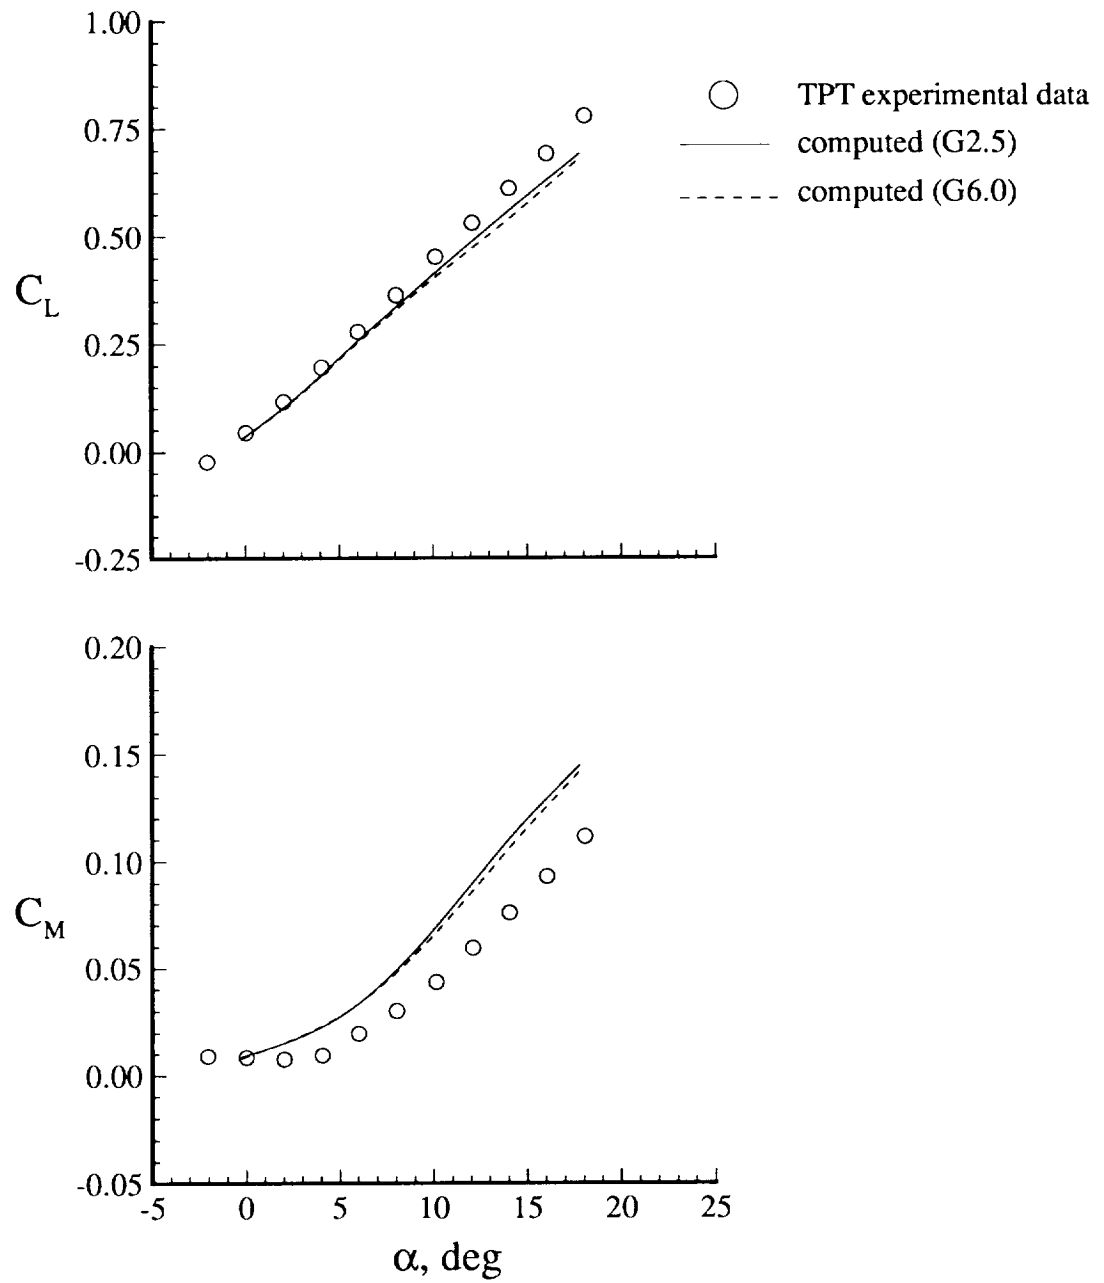 1.00
0.75
0.50
0.25
0.00
-0.25
C_L
TPT experimental data
computed (G2.5)
computed (G6.0)
0.20
0.15
0.10
0.05
0.00
-0.05
C_M
-5 0 5 10 15 20 25
α, deg